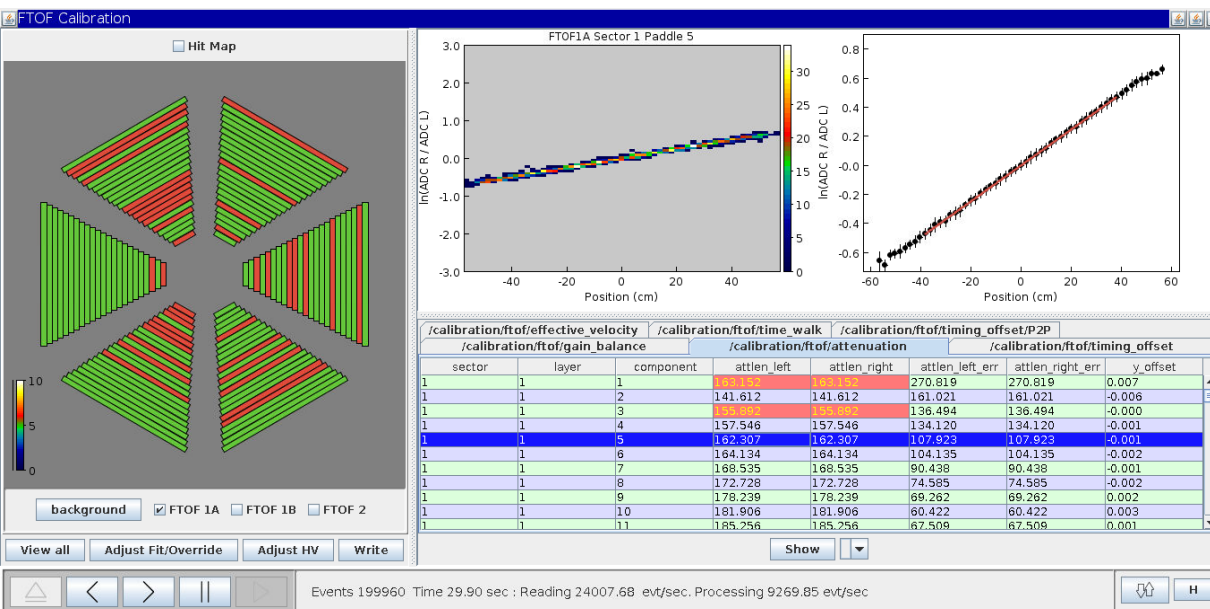 FTOF Calibration
Hit Map
10
5
0
background
FTOF 1A FTOF 1B FTOF 2
View all Adjust Fit/Override Adjust HV Write
FTOF1A Sector 1 Paddle 5
ln(ADC R / ADC L)
3.0
2.0
1.0
0.0
-1.0
-2.0
-3.0
-40 -20 0 20 40
Position (cm)
30
25
20
15
10
5
0
ln(ADC R / ADC L)
0.8
0.6
0.4
0.2
-0.0
-0.2
-0.4
-0.6
-60 -40 -20 0 20 40 60
Position (cm)
/calibration/ftof/effective_velocity /calibration/ftof/time_walk /calibration/ftof/timing_offset/P2P
/calibration/ftof/gain_balance /calibration/ftof/attenuation /calibration/ftof/timing_offset
sector layer component attlen_left attlen_right attlen_left_err attlen_right_err y_offset
1 1 1 163.152 163.152 270.819 270.819 0.007
1 1 2 141.612 141.612 161.021 161.021 -0.006
1 1 3 155.892 155.892 136.494 136.494 -0.000
1 1 4 157.546 157.546 134.120 134.120 -0.001
1 1 5 162.307 162.307 107.923 107.923 -0.001
1 1 6 164.134 164.134 104.135 104.135 -0.002
1 1 7 168.535 168.535 90.438 90.438 -0.001
1 1 8 172.728 172.728 74.585 74.585 -0.002
1 1 9 178.239 178.239 69.262 69.262 0.002
1 1 10 181.906 181.906 60.422 60.422 0.003
1 1 11 185.256 185.256 67.509 67.509 0.001
Show
Events 199960 Time 29.90 sec : Reading 24007.68 evt/sec. Processing 9269.85 evt/sec
H